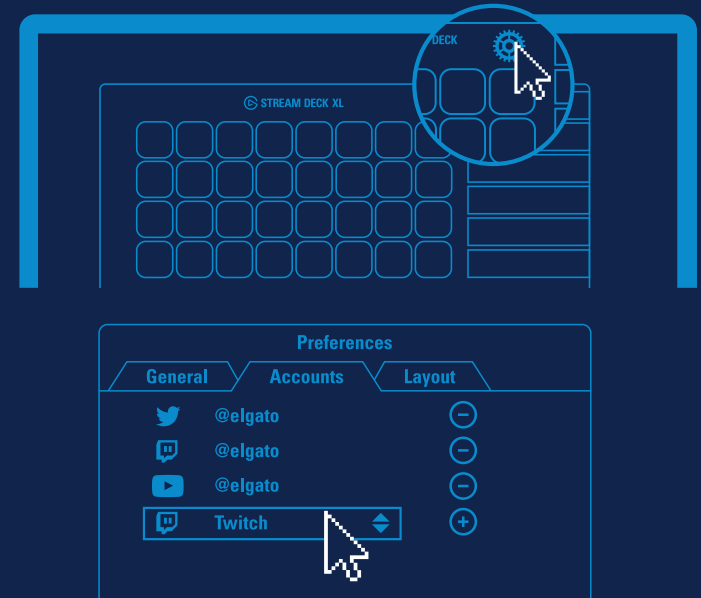 DECK
STREAM DECK XL
Preferences
General Accounts Layout
@elgato
@elgato
@elgato
Twitch